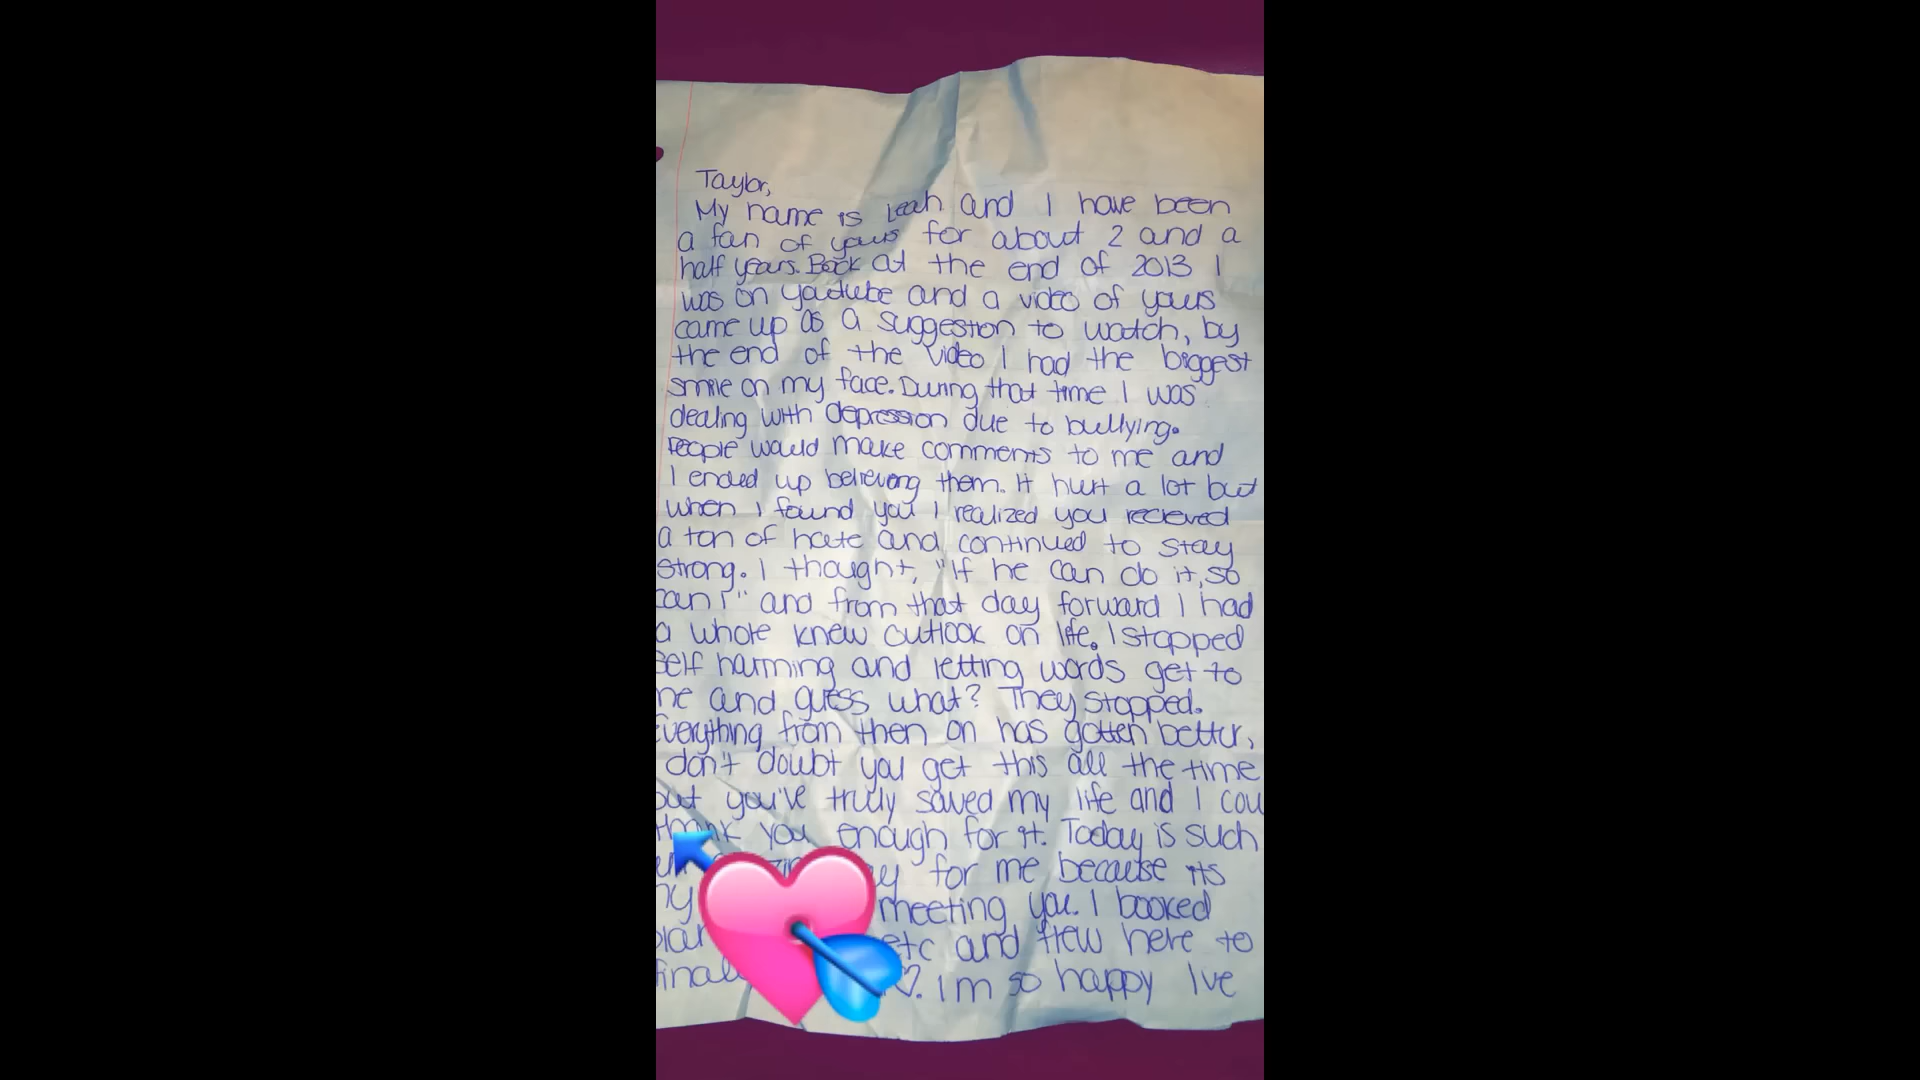 Taylor,
My name is Leah and I have been
a fan of yours for about 2 and a
half years. Back at the end of 2013 I
was on youtube and a video of yours
came up as a suggestion to watch, by
the end of the video I had the biggest
smile on my face. During that time I was
dealing with depression due to bullying.
People would make comments to me and
I ended up believing them. It hurt a lot but
when I found you I realized you recieved
a ton of hate and continued to stay
strong. I thought, "If he can do it, so
can I" and from that day forward I had
a whole knew outlook on life. I stopped
self harming and letting words get to
me and guess what? They stopped.
Everything from then on has gotten better,
don't doubt you get this all the time
but you've truly saved my life and I cou
thank you enough for it. Today is such
for me because its
meeting you. I booked
etc and flew here to
♡. Im so happy Ive